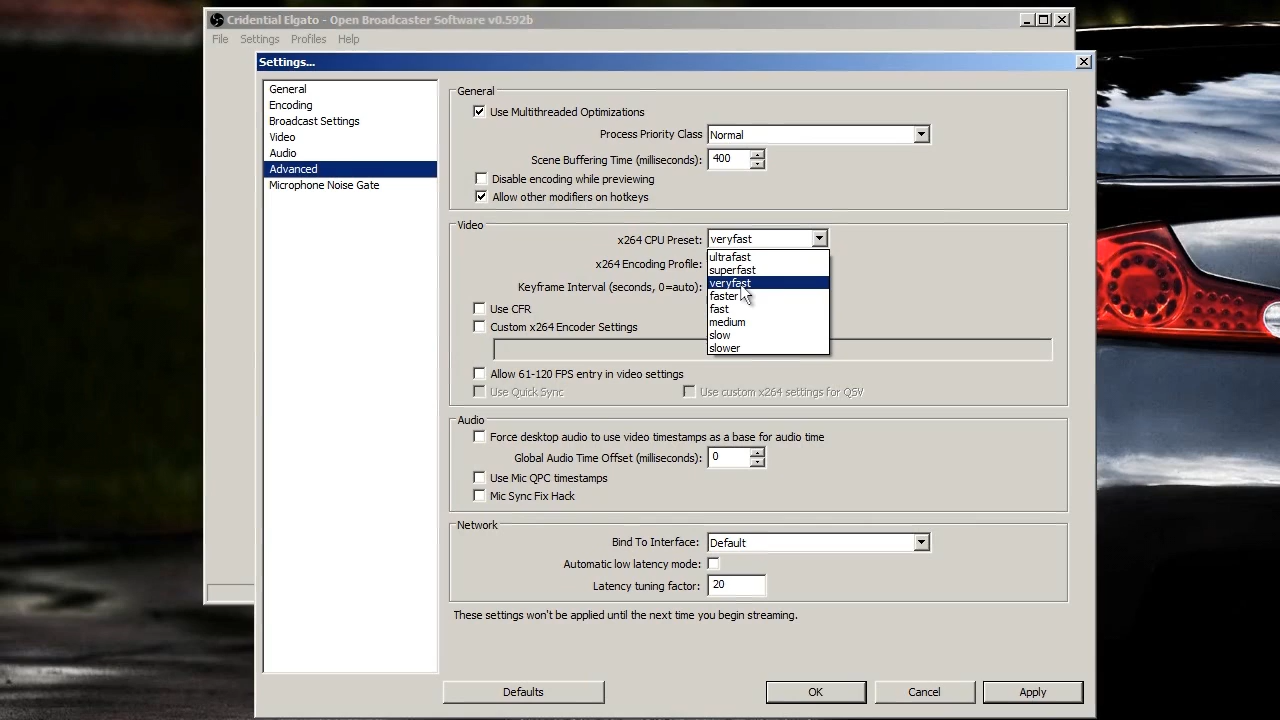 Cridential Elgato - Open Broadcaster Software v0.592b
File Settings Profiles Help
Settings...
General
Encoding
Broadcast Settings
Video
Audio
Advanced
Microphone Noise Gate
General
Use Multithreaded Optimizations
Process Priority Class Normal
Scene Buffering Time (milliseconds): 400
Disable encoding while previewing
Allow other modifiers on hotkeys
Video
x264 CPU Preset: veryfast
ultrafast
superfast
veryfast
faster
fast
medium
slow
slower
x264 Encoding Profile:
Keyframe Interval (seconds, 0=auto):
Use CFR
Custom x264 Encoder Settings
Allow 61-120 FPS entry in video settings
Use Quick Sync Use custom x264 settings for QSV
Audio
Force desktop audio to use video timestamps as a base for audio time
Global Audio Time Offset (milliseconds): 0
Use Mic QPC timestamps
Mic Sync Fix Hack
Network
Bind To Interface: Default
Automatic low latency mode:
Latency tuning factor: 20
These settings won't be applied until the next time you begin streaming.
Defaults OK Cancel Apply